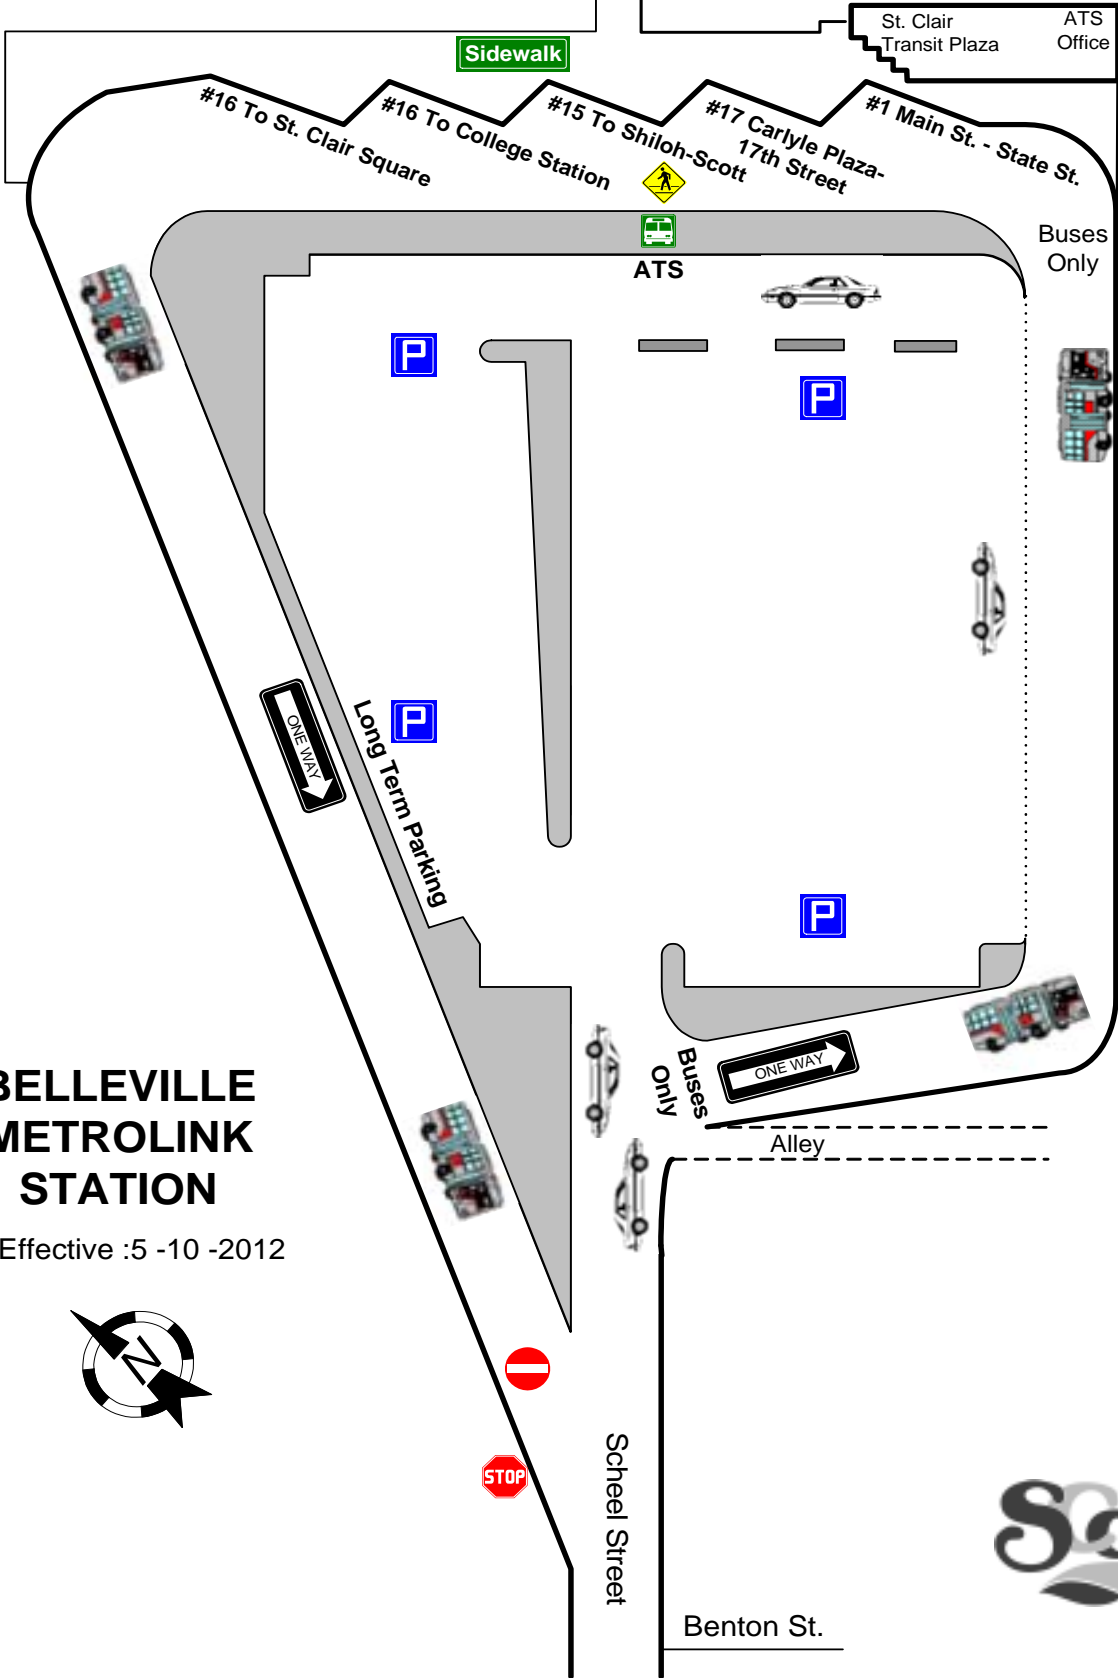 St. Clair
Transit Plaza
ATS
Office
Sidewalk
#16 To St. Clair Square
#16 To College Station
#15 To Shiloh-Scott
#17 Carlyle Plaza-
17th Street
#1 Main St. - State St.
ATS
Buses
Only
P
P
P
P
ONE WAY
Long Term Parking
Buses
Only
ONE WAY
Alley
BELLEVILLE
METROLINK
STATION
Effective :5 -10 -2012
N
STOP
Scheel Street
Benton St.